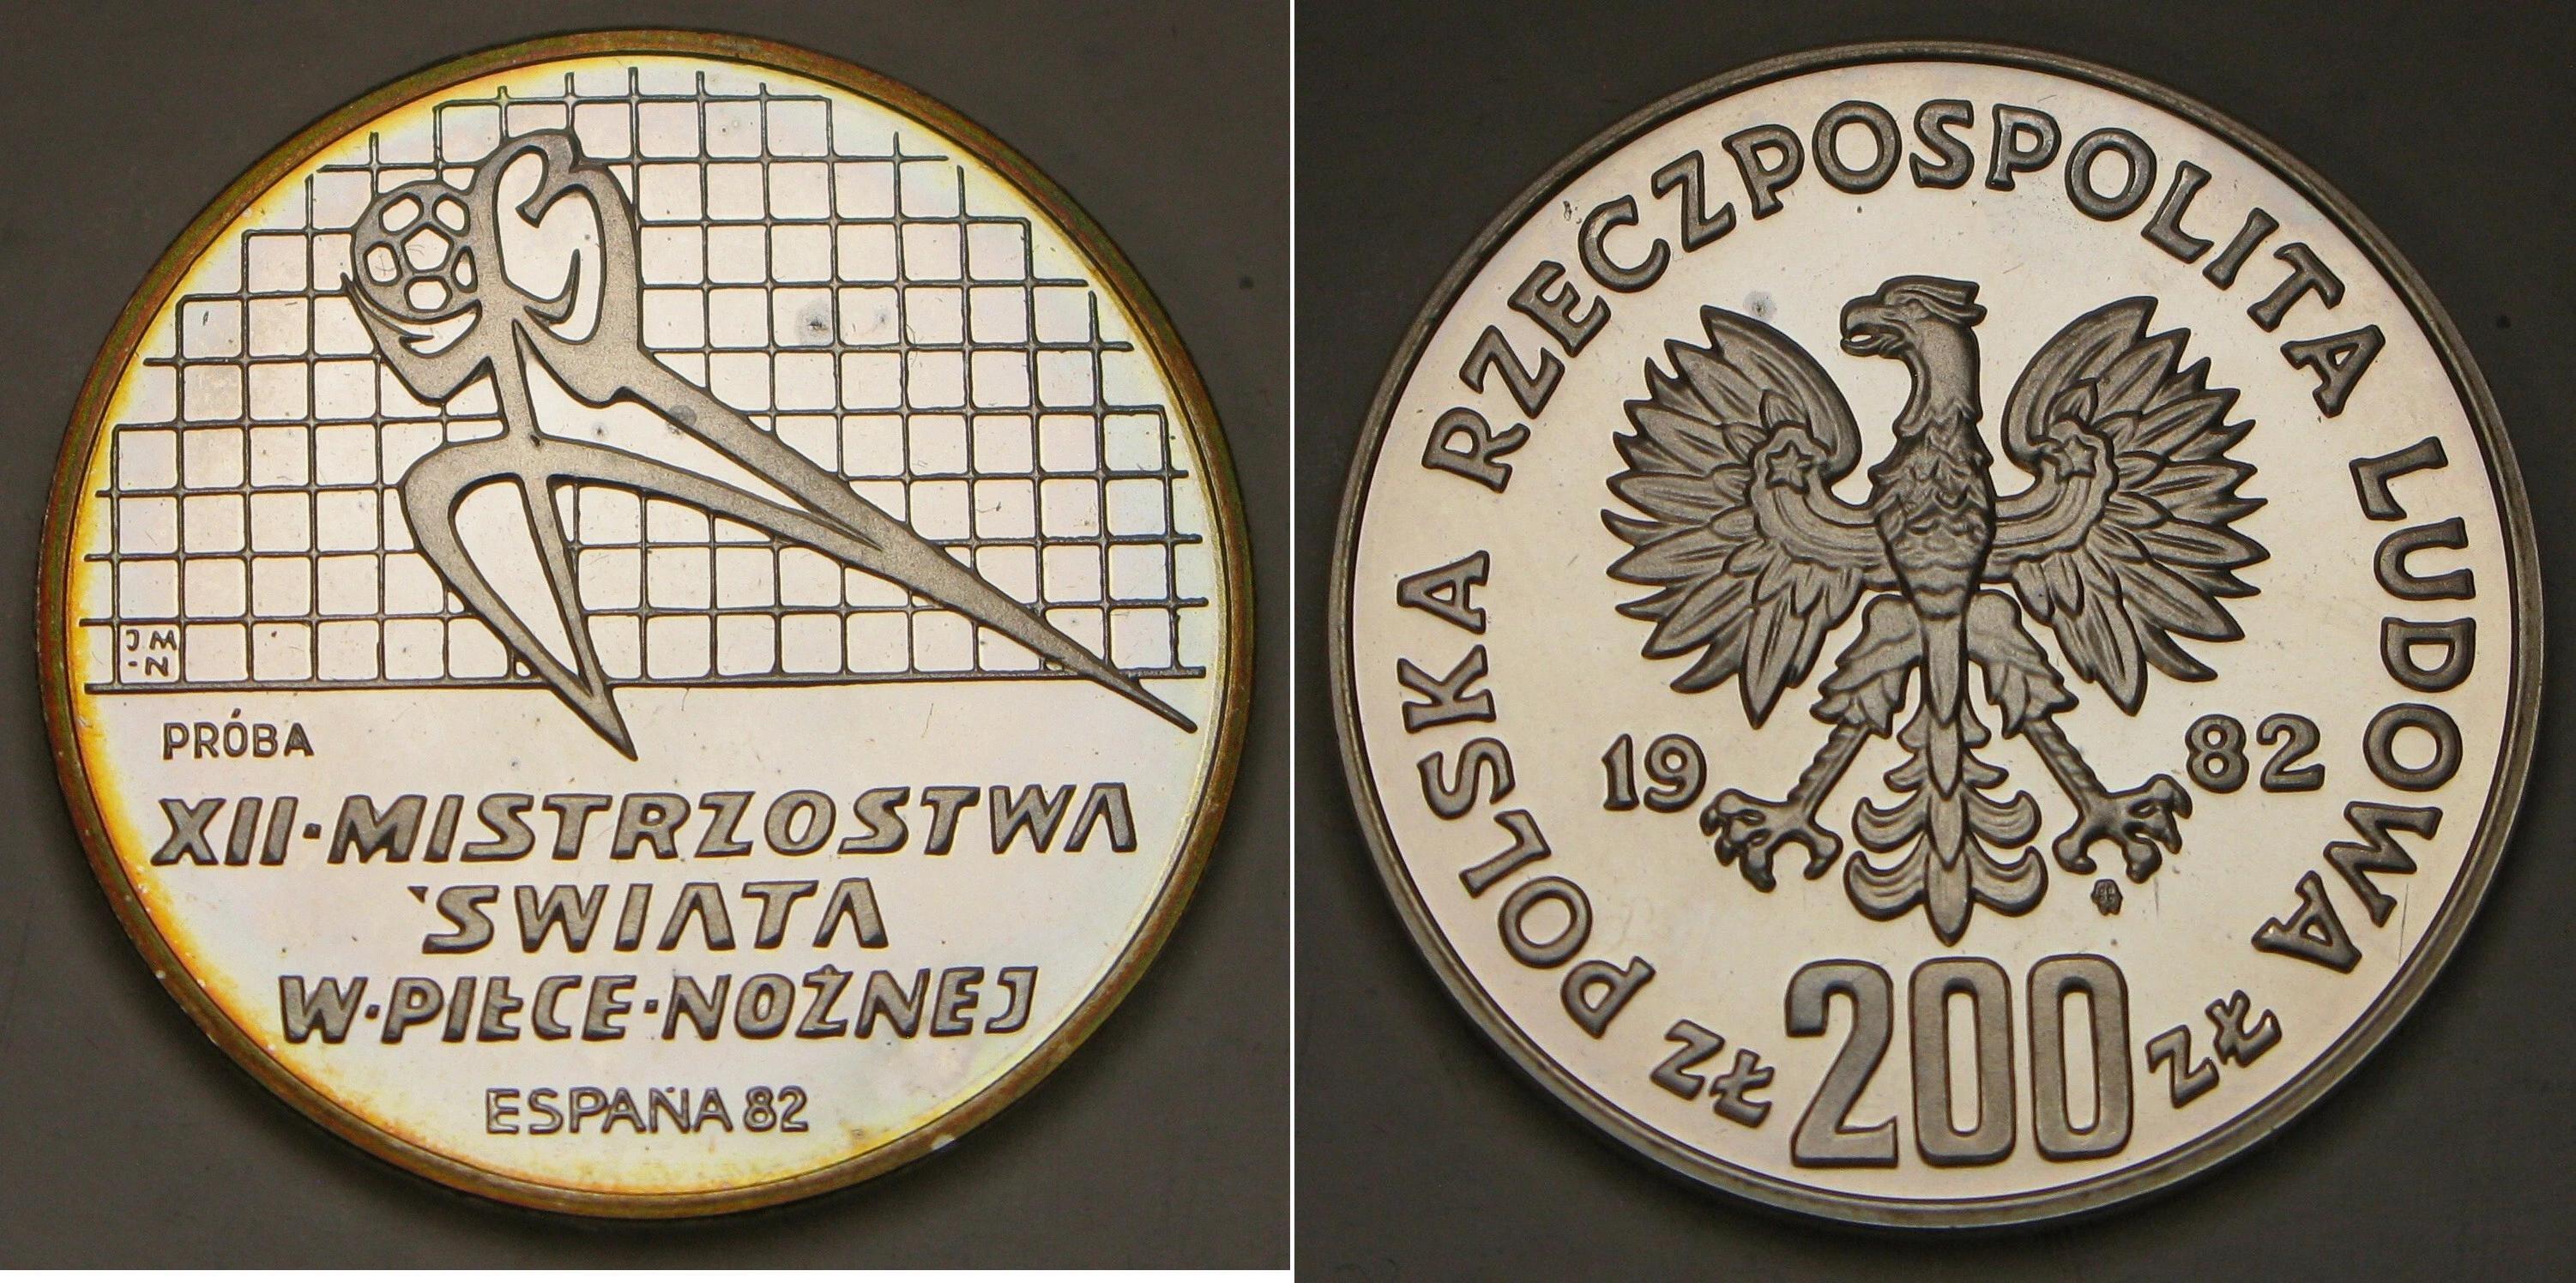 JM
N
PRÓBA
XII·MISTRZOSTWA
ŚWIATA
W·PIŁCE·NOŻNEJ
ESPAÑA 82
POLSKA RZECZPOSPOLITA LUDOWA
19 82
ZŁ 200 ZŁ